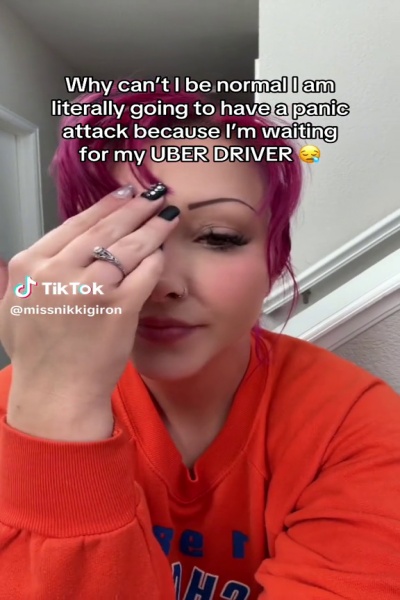 Why can't I be normal I am
literally going to have a panic
attack because I'm waiting
for my UBER DRIVER 😪
TikTok
@missnikkigiron